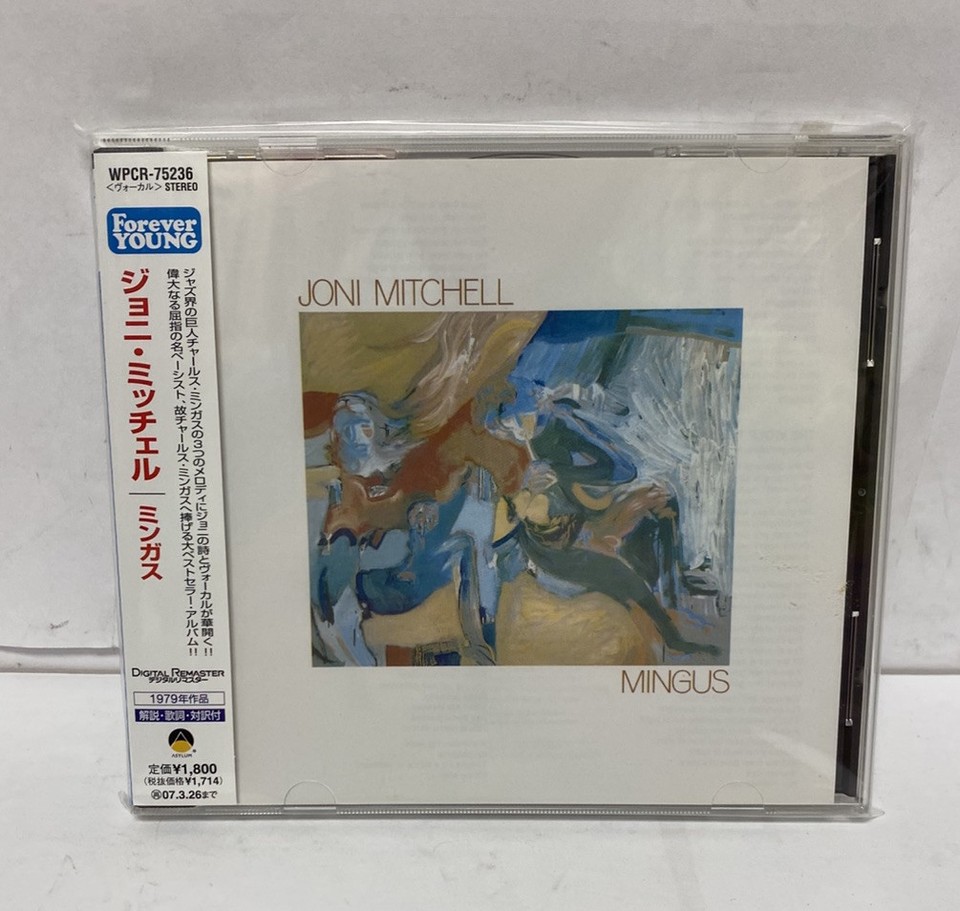 WPCR-75236
<ヴォーカル> STEREO
Forever
YOUNG
ジャズ界の巨人チャールス・ミンガスの3つのメロディにジョニの詩とヴォーカルが華開く!!
偉大なる屈指の名ベーシスト、故チャールス・ミンガスへ捧げる大ベストセラー・アルバム!!
ジョニ・ミッチェル
ミンガス
DIGITAL REMASTER
デジタルリマスター
1979年作品
解説・歌詞・対訳付
ASYLUM
定価¥1,800
(税抜価格¥1,714)
再07.3.26まで
JONI MITCHELL
MINGUS